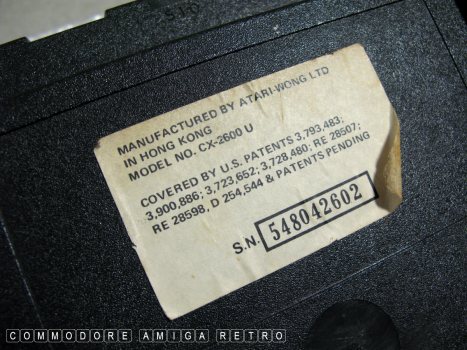 MANUFACTURED BY ATARI-WONG LTD
IN HONG KONG
MODEL NO. CX-2600 U
COVERED BY U.S. PATENTS 3,793,483;
3,900,886; 3,723,652; 3,728,480; RE 28507;
RE 28598, D 254,544 & PATENTS PENDING
S.N. 548042602
COMMODORE AMIGA RETRO